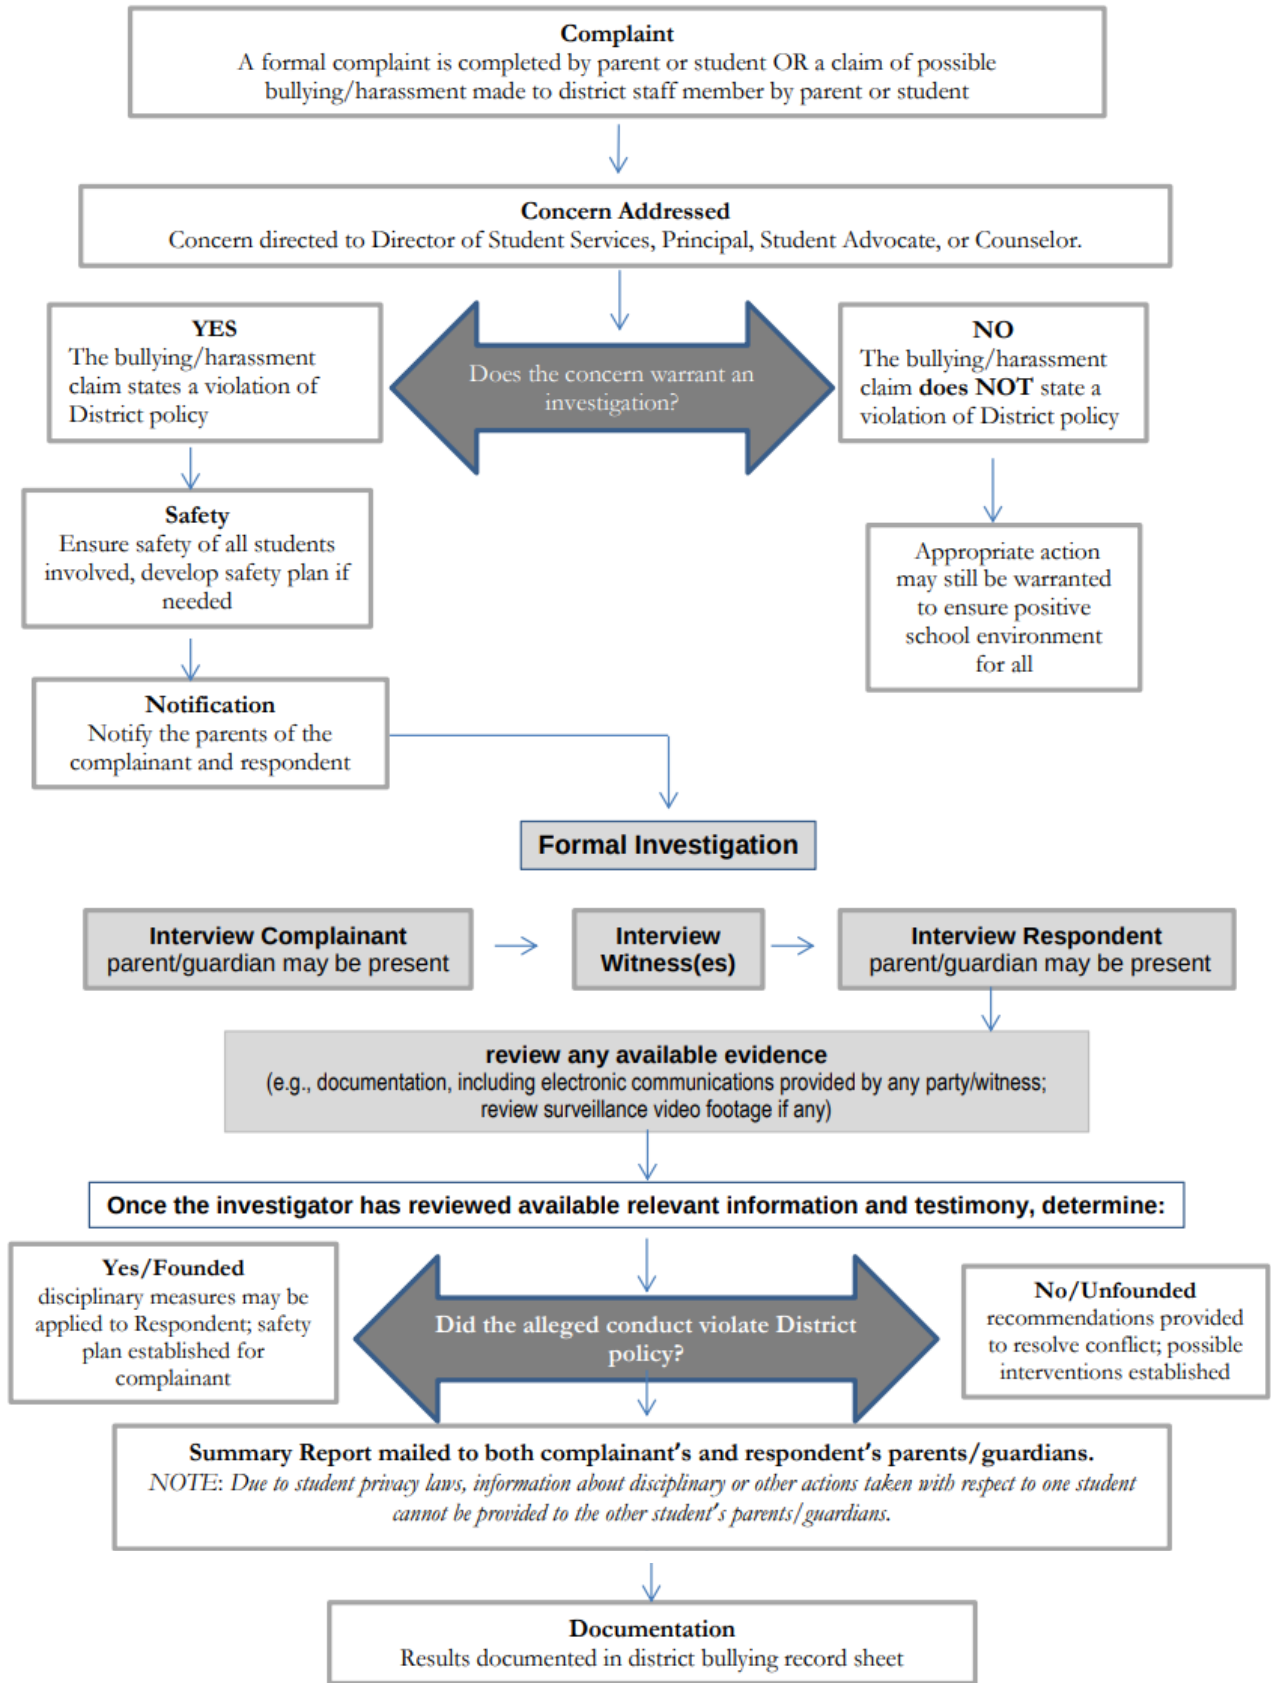 Complaint
A formal complaint is completed by parent or student OR a claim of possible
bullying/harassment made to district staff member by parent or student
Concern Addressed
Concern directed to Director of Student Services, Principal, Student Advocate, or Counselor.
YES
The bullying/harassment
claim states a violation of
District policy
Does the concern warrant an
investigation?
NO
The bullying/harassment
claim does NOT state a
violation of District policy
Safety
Ensure safety of all students
involved, develop safety plan if
needed
Appropriate action
may still be warranted
to ensure positive
school environment
for all
Notification
Notify the parents of the
complainant and respondent
Formal Investigation
Interview Complainant
parent/guardian may be present
Interview
Witness(es)
Interview Respondent
parent/guardian may be present
review any available evidence
(e.g., documentation, including electronic communications provided by any party/witness;
review surveillance video footage if any)
Once the investigator has reviewed available relevant information and testimony, determine:
Yes/Founded
disciplinary measures may be
applied to Respondent; safety
plan established for
complainant
Did the alleged conduct violate District
policy?
No/Unfounded
recommendations provided
to resolve conflict; possible
interventions established
Summary Report mailed to both complainant's and respondent's parents/guardians.
NOTE: Due to student privacy laws, information about disciplinary or other actions taken with respect to one student
cannot be provided to the other student's parents/guardians.
Documentation
Results documented in district bullying record sheet